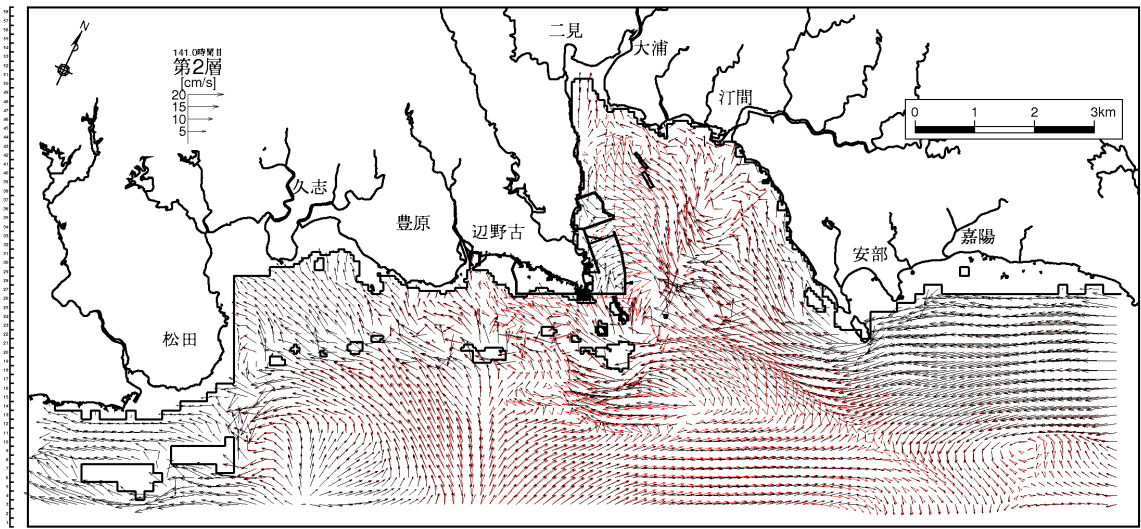 N
141.0時間目
第2層
[cm/s]
20
15
10
5
二見
大浦
汀間
0 1 2 3km
久志
豊原
辺野古
安部
嘉陽
松田